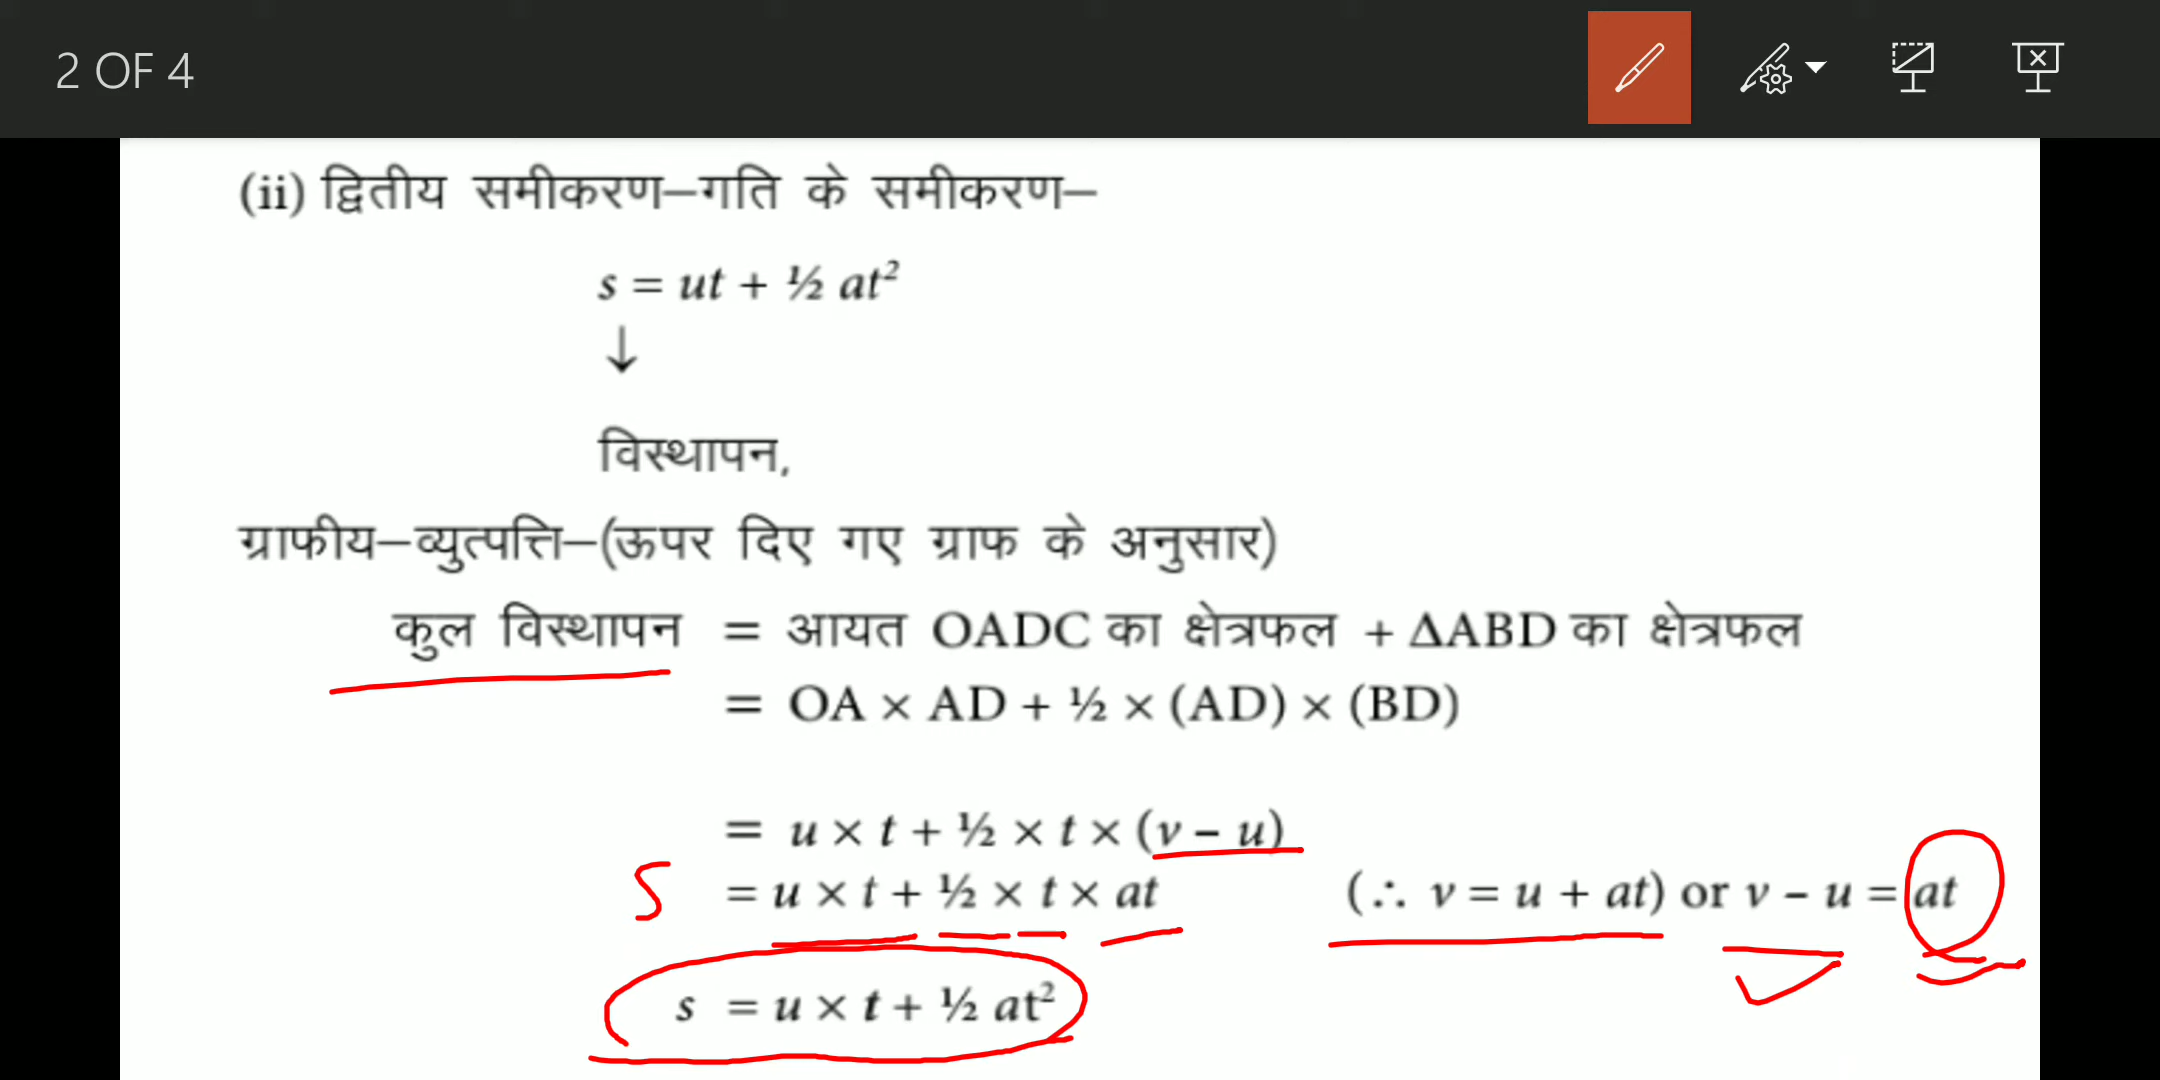 2 OF 4
(ii) द्वितीय समीकरण–गति के समीकरण–
s = ut + ½ at²
↓
विस्थापन,
ग्राफीय–व्युत्पत्ति–(ऊपर दिए गए ग्राफ के अनुसार)
कुल विस्थापन = आयत OADC का क्षेत्रफल + ΔABD का क्षेत्रफल
= OA × AD + ½ × (AD) × (BD)
= u × t + ½ × t × (v – u)
S = u × t + ½ × t × at (∴ v = u + at) or v – u = at
s = u × t + ½ at²